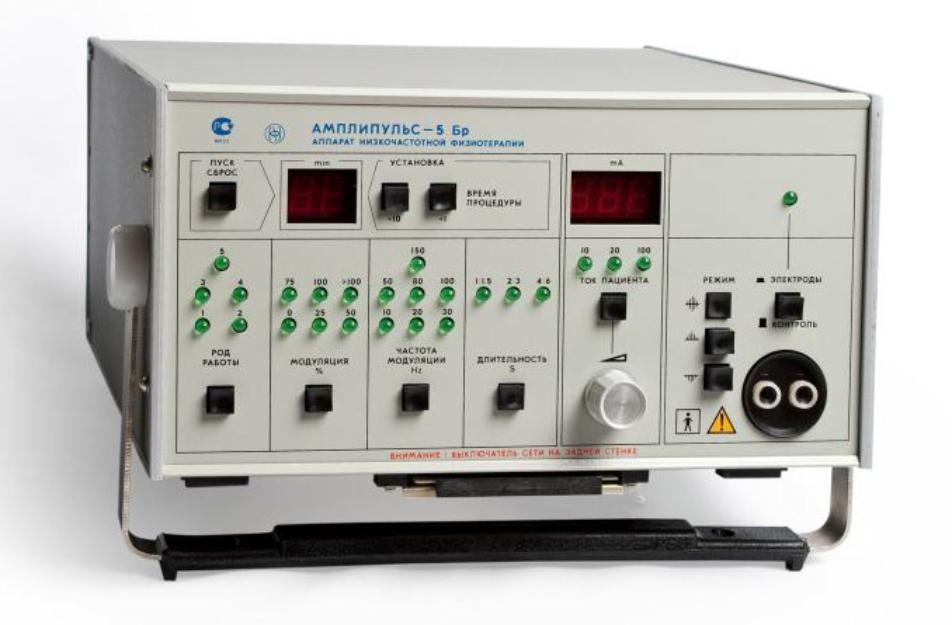 АМПЛИПУЛЬС-5 Бр
АППАРАТ НИЗКОЧАСТОТНОЙ ФИЗИОТЕРАПИИ
ПУСК
СБРОС
min
УСТАНОВКА
+10
+1
ВРЕМЯ
ПРОЦЕДУРЫ
mA
5
3 4
1 2
РОД
РАБОТЫ
75 100 >100
0 25 50
МОДУЛЯЦИЯ
%
150
50 80 100
10 20 30
ЧАСТОТА
МОДУЛЯЦИИ
Hz
1:1.5 2:3 4:6
ДЛИТЕЛЬНОСТЬ
S
10 20 100
ТОК ПАЦИЕНТА
РЕЖИМ
ЭЛЕКТРОДЫ
КОНТРОЛЬ
ВНИМАНИЕ ! ВЫКЛЮЧАТЕЛЬ СЕТИ НА ЗАДНЕЙ СТЕНКЕ